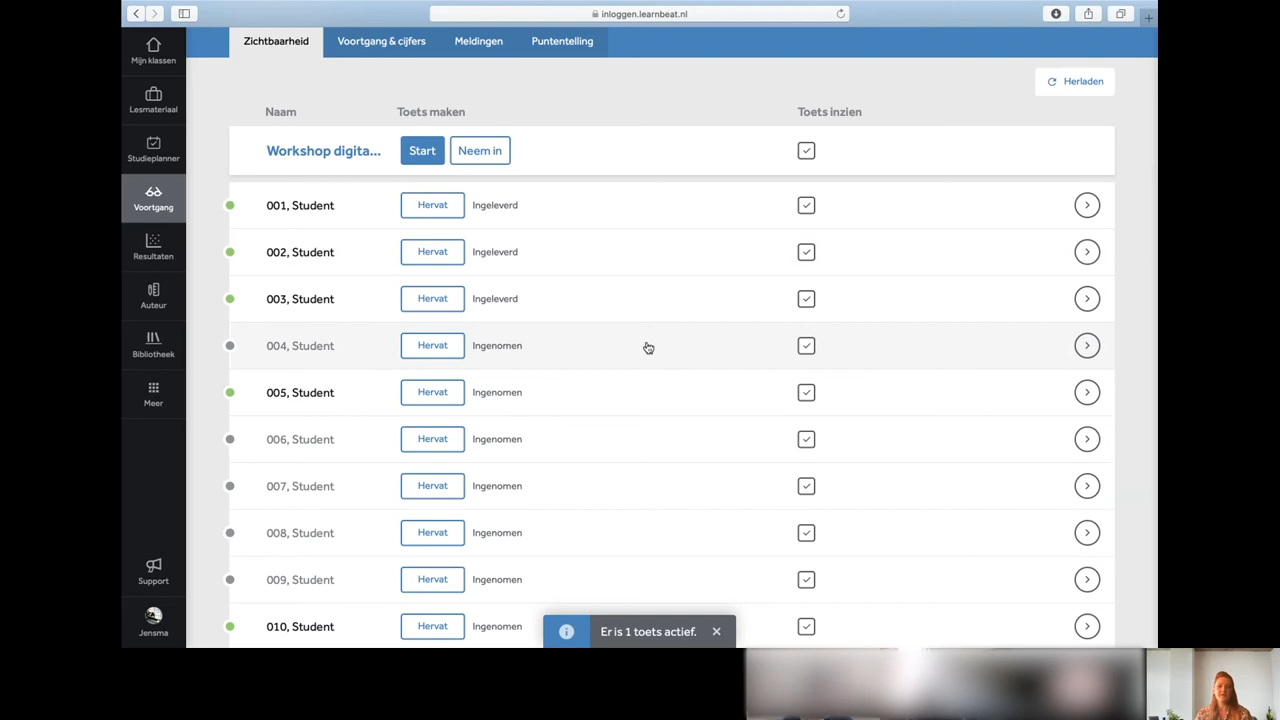 inloggen.learnbeat.nl
Zichtbaarheid Voortgang & cijfers Meldingen Puntentelling
Mijn klassen
Lesmateriaal
Studieplanner
Voortgang
Resultaten
Auteur
Bibliotheek
Meer
Support
Jensma
Herladen
Naam Toets maken Toets inzien
Workshop digita... Start Neem in
001, Student Hervat Ingeleverd
002, Student Hervat Ingeleverd
003, Student Hervat Ingeleverd
004, Student Hervat Ingenomen
005, Student Hervat Ingenomen
006, Student Hervat Ingenomen
007, Student Hervat Ingenomen
008, Student Hervat Ingenomen
009, Student Hervat Ingenomen
010, Student Hervat Ingenomen
Er is 1 toets actief.